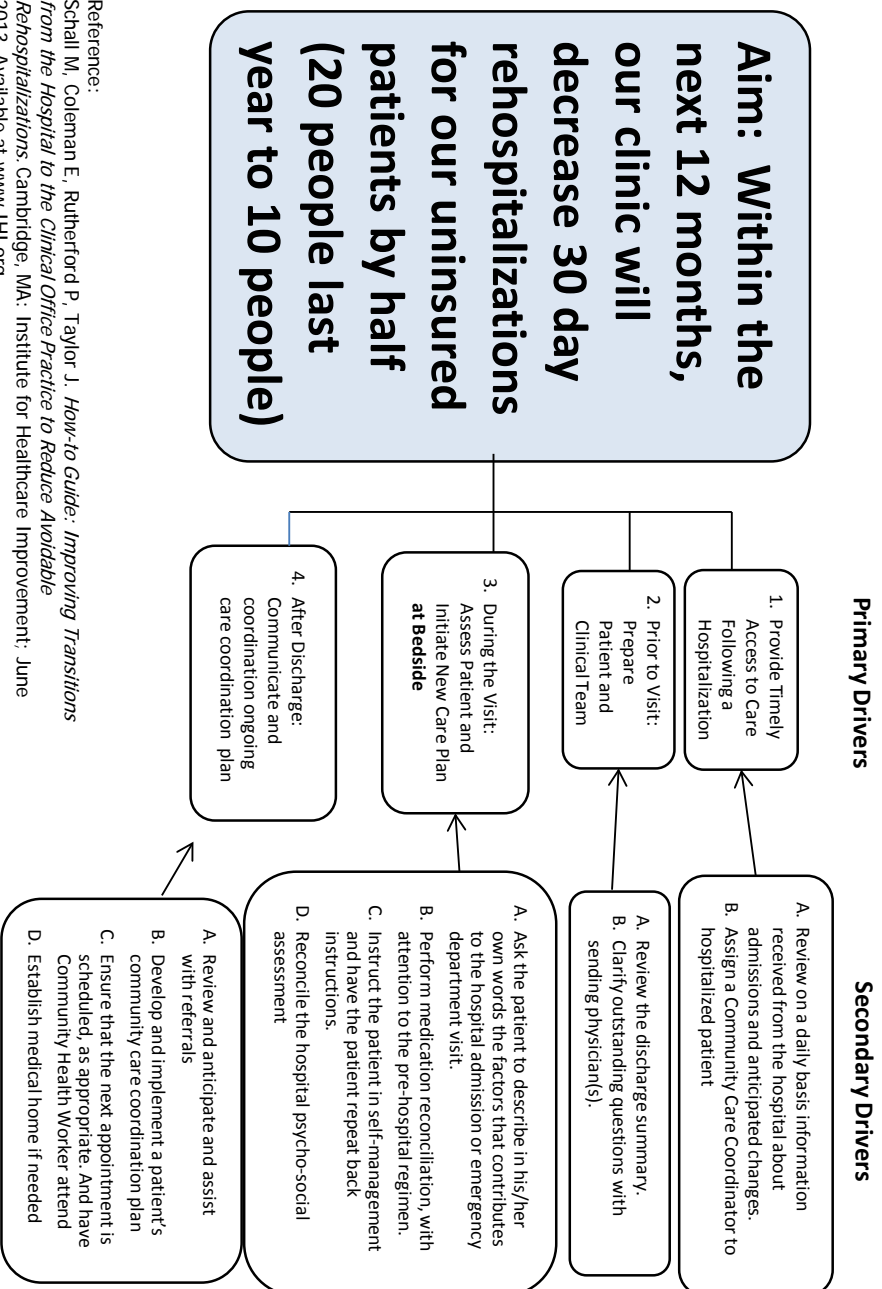 Primary Drivers
Secondary Drivers
Aim: Within the
next 12 months,
our clinic will
decrease 30 day
rehospitalizations
for our uninsured
patients by half
(20 people last
year to 10 people)
1. Provide Timely
Access to Care
Following a
Hospitalization
2. Prior to Visit:
Prepare
Patient and
Clinical Team
3. During the Visit:
Assess Patient and
Initiate New Care Plan
at Bedside
4. After Discharge:
Communicate and
coordination ongoing
care coordination plan
A. Review on a daily basis information
received from the hospital about
admissions and anticipated changes.
B. Assign a Community Care Coordinator to
hospitalized patient
A. Review the discharge summary.
B. Clarify outstanding questions with
sending physician(s).
A. Ask the patient to describe in his/her
own words the factors that contributes
to the hospital admission or emergency
department visit.
B. Perform medication reconciliation, with
attention to the pre-hospital regimen.
C. Instruct the patient in self-management
and have the patient repeat back
instructions.
D. Reconcile the hospital psycho-social
assessment
A. Review and anticipate and assist
with referrals
B. Develop and implement a patient's
community care coordination plan
C. Ensure that the next appointment is
scheduled, as appropriate. And have
Community Health Worker attend
D. Establish medical home if needed
Reference:
Schall M, Coleman E, Rutherford P, Taylor J. How-to Guide: Improving Transitions
from the Hospital to the Clinical Office Practice to Reduce Avoidable
Rehospitalizations. Cambridge, MA: Institute for Healthcare Improvement; June
Available at www.IHI.org